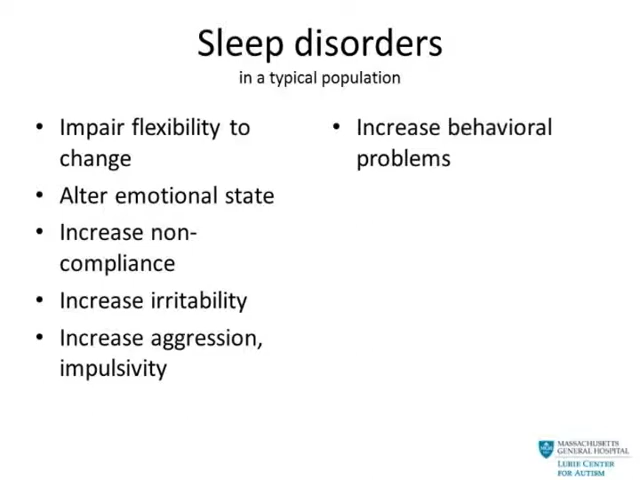 Sleep disorders
in a typical population
• Impair flexibility to
change
• Alter emotional state
• Increase non-
compliance
• Increase irritability
• Increase aggression,
impulsivity
• Increase behavioral
problems
MASSACHUSETTS
GENERAL HOSPITAL
LURIE CENTER
FOR AUTISM